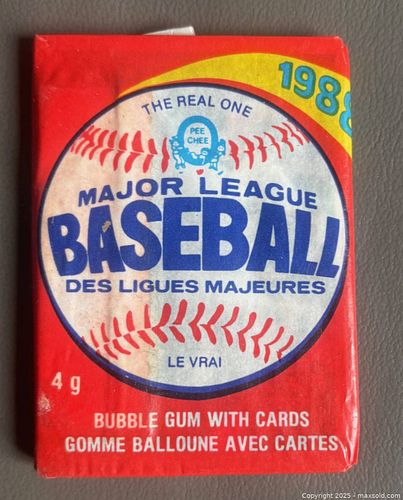 1988
THE REAL ONE
PEE
CHEE
MAJOR LEAGUE
BASEBALL
DES LIGUES MAJEURES
LE VRAI
4 g
BUBBLE GUM WITH CARDS
GOMME BALLOUNE AVEC CARTES
Copyright 2025 - maxsold.com